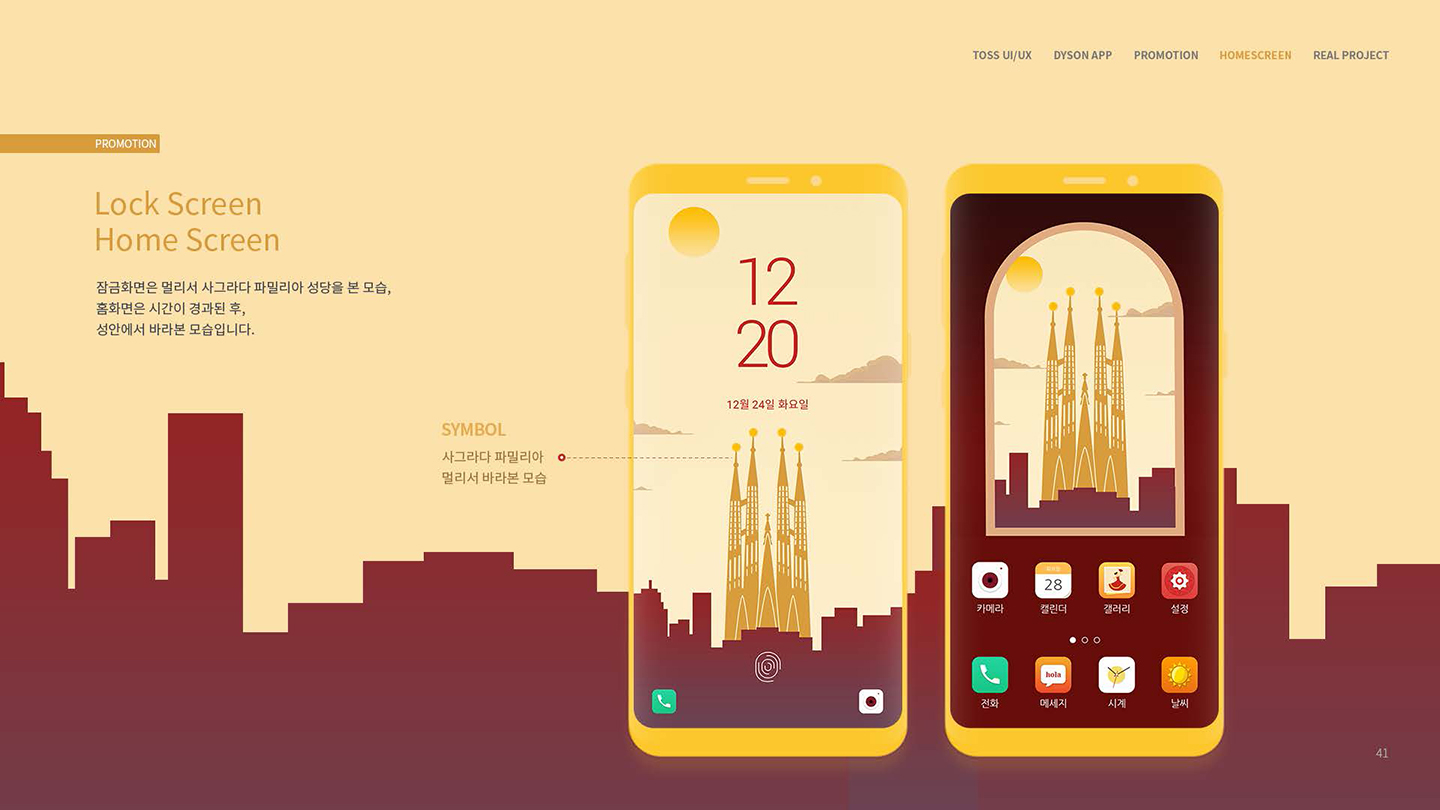 TOSS UI/UX DYSON APP PROMOTION HOMESCREEN REAL PROJECT
PROMOTION
Lock Screen
Home Screen
잠금화면은 멀리서 사그라다 파밀리아 성당을 본 모습,
홈화면은 시간이 경과된 후,
성안에서 바라본 모습입니다.
SYMBOL
사그라다 파밀리아
멀리서 바라본 모습
12
20
12월 24일 화요일
28
카메라 캘린더 갤러리 설정
hola
전화 메세지 시계 날씨
41